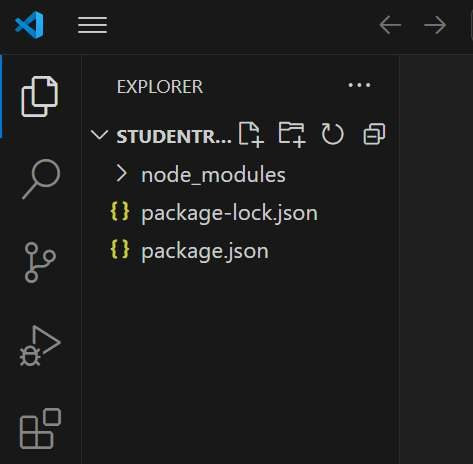 EXPLORER
STUDENTR...
node_modules
{} package-lock.json
{} package.json